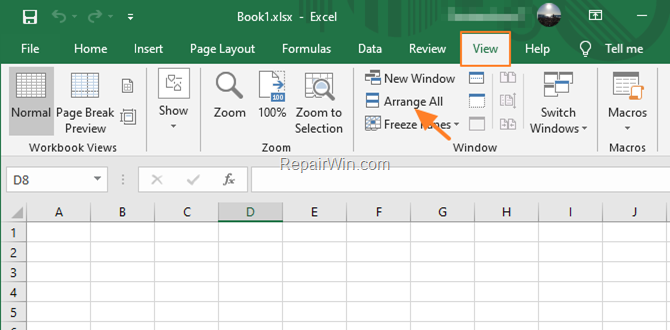 Book1.xlsx - Excel
File Home Insert Page Layout Formulas Data Review View Help Tell me
Normal Page Break Preview
Workbook Views
Show
Zoom 100% Zoom to Selection
100
Zoom
New Window
Arrange All
Freeze Panes
Window
Switch Windows
Macros
Macros
RepairWin.com
D8 fx
A B C D E F G H I J
1
2
3
4
5